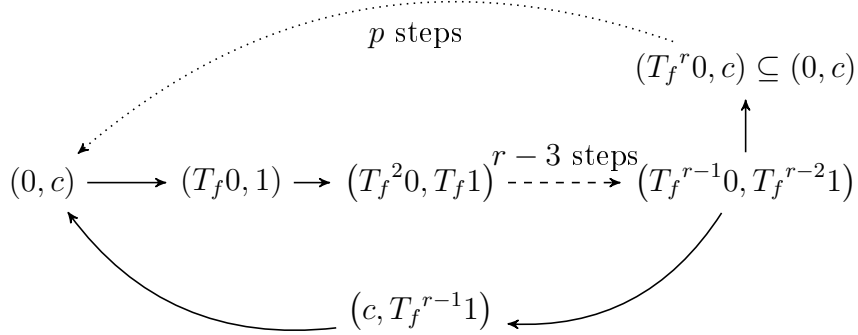 p steps
(T_f^r 0, c) ⊆ (0, c)
(0, c) (T_f 0, 1) (T_f^2 0, T_f 1) r − 3 steps (T_f^{r−1} 0, T_f^{r−2} 1)
(c, T_f^{r−1} 1)